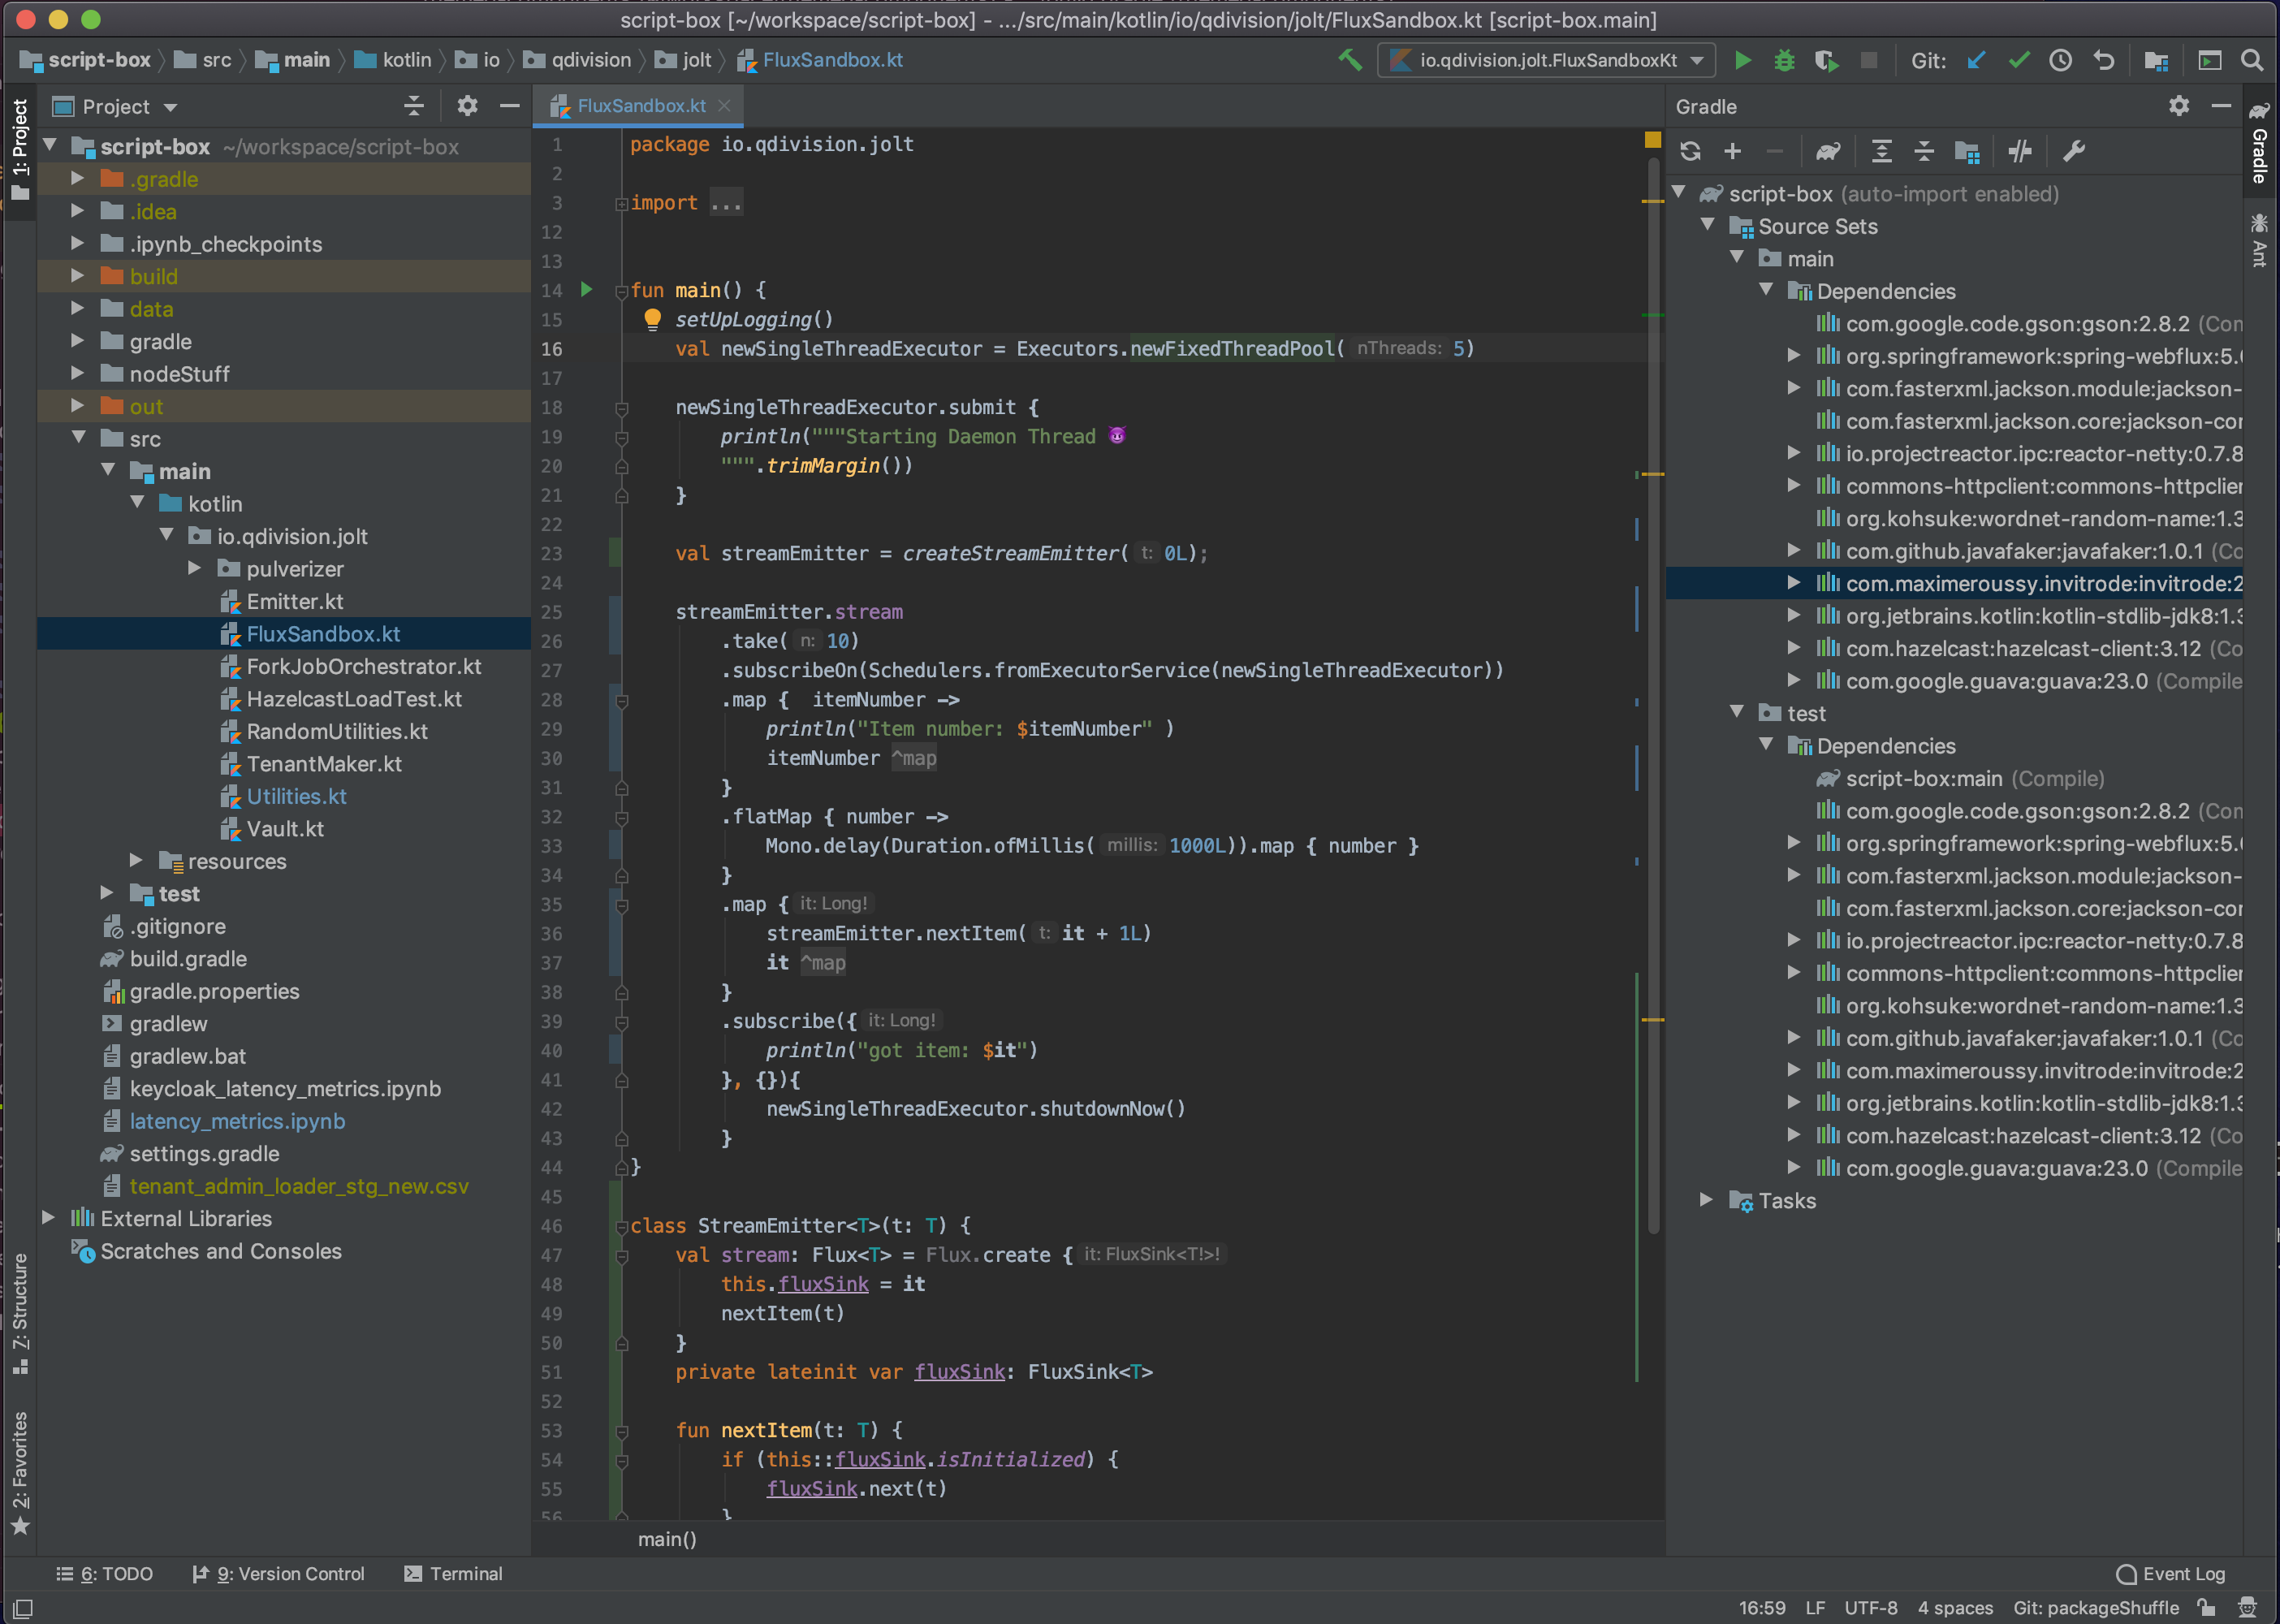 script-box [~/workspace/script-box] - .../src/main/kotlin/io/qdivision/jolt/FluxSandbox.kt [script-box.main]
script-box src main kotlin io qdivision jolt FluxSandbox.kt
io.qdivision.jolt.FluxSandboxKt
Git:
1: Project
Z: Structure
2: Favorites
Project
script-box ~/workspace/script-box
.gradle
.idea
.ipynb_checkpoints
build
data
gradle
nodeStuff
out
src
main
kotlin
io.qdivision.jolt
pulverizer
Emitter.kt
FluxSandbox.kt
ForkJobOrchestrator.kt
HazelcastLoadTest.kt
RandomUtilities.kt
TenantMaker.kt
Utilities.kt
Vault.kt
resources
test
.gitignore
build.gradle
gradle.properties
gradlew
gradlew.bat
keycloak_latency_metrics.ipynb
latency_metrics.ipynb
settings.gradle
tenant_admin_loader_stg_new.csv
External Libraries
Scratches and Consoles
FluxSandbox.kt
1 package io.qdivision.jolt
2
3 import ...
12
13
14 fun main() {
15 setUpLogging()
16 val newSingleThreadExecutor = Executors.newFixedThreadPool( nThreads: 5)
17
18 newSingleThreadExecutor.submit {
19 println("""Starting Daemon Thread 😈
20 """.trimMargin())
21 }
22
23 val streamEmitter = createStreamEmitter( t: 0L);
24
25 streamEmitter.stream
26 .take( n: 10)
27 .subscribeOn(Schedulers.fromExecutorService(newSingleThreadExecutor))
28 .map { itemNumber ->
29 println("Item number: $itemNumber" )
30 itemNumber ^map
31 }
32 .flatMap { number ->
33 Mono.delay(Duration.ofMillis( millis: 1000L)).map { number }
34 }
35 .map { it: Long!
36 streamEmitter.nextItem( t: it + 1L)
37 it ^map
38 }
39 .subscribe({ it: Long!
40 println("got item: $it")
41 }, {}){
42 newSingleThreadExecutor.shutdownNow()
43 }
44 }
45
46 class StreamEmitter<T>(t: T) {
47 val stream: Flux<T> = Flux.create { it: FluxSink<T!>!
48 this.fluxSink = it
49 nextItem(t)
50 }
51 private lateinit var fluxSink: FluxSink<T>
52
53 fun nextItem(t: T) {
54 if (this::fluxSink.isInitialized) {
55 fluxSink.next(t)
56 }
main()
Gradle
script-box (auto-import enabled)
Source Sets
main
Dependencies
com.google.code.gson:gson:2.8.2 (Con
org.springframework:spring-webflux:5.
com.fasterxml.jackson.module:jackson-
com.fasterxml.jackson.core:jackson-co
io.projectreactor.ipc:reactor-netty:0.7.8
commons-httpclient:commons-httpclie
org.kohsuke:wordnet-random-name:1.3
com.github.javafaker:javafaker:1.0.1 (Co
com.maximeroussy.invitrode:invitrode:2
org.jetbrains.kotlin:kotlin-stdlib-jdk8:1.3
com.hazelcast:hazelcast-client:3.12 (Co
com.google.guava:guava:23.0 (Compile
test
Dependencies
script-box:main (Compile)
com.google.code.gson:gson:2.8.2 (Con
org.springframework:spring-webflux:5.
com.fasterxml.jackson.module:jackson-
com.fasterxml.jackson.core:jackson-co
io.projectreactor.ipc:reactor-netty:0.7.8
commons-httpclient:commons-httpclie
org.kohsuke:wordnet-random-name:1.3
com.github.javafaker:javafaker:1.0.1 (Co
com.maximeroussy.invitrode:invitrode:2
org.jetbrains.kotlin:kotlin-stdlib-jdk8:1.3
com.hazelcast:hazelcast-client:3.12 (Co
com.google.guava:guava:23.0 (Compile
Tasks
Gradle
Ant
6: TODO 9: Version Control Terminal Event Log
16:59 LF UTF-8 4 spaces Git: packageShuffle